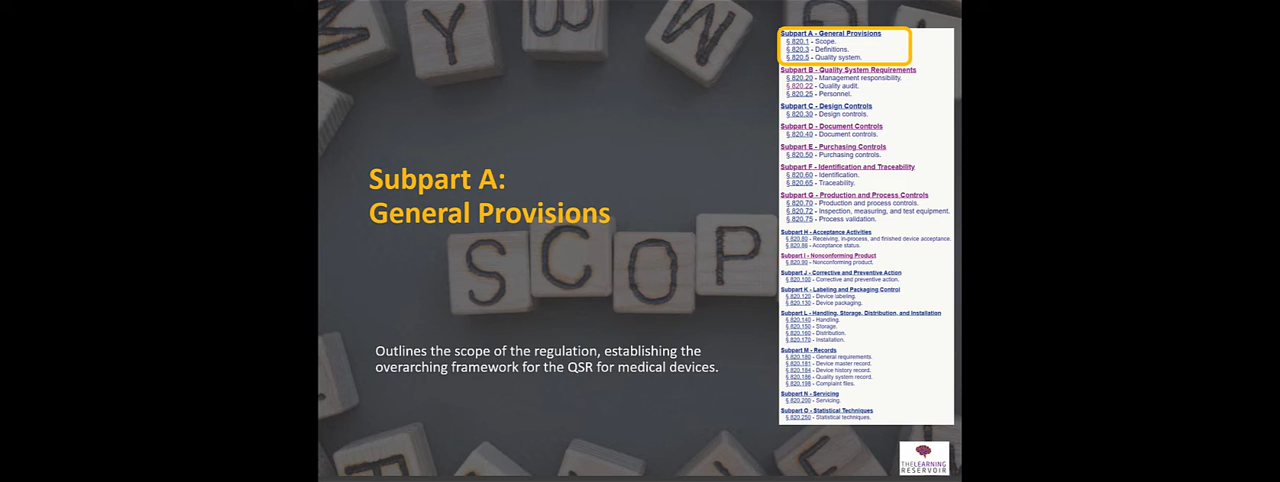 Subpart A:
General Provisions
Outlines the scope of the regulation, establishing the
overarching framework for the QSR for medical devices.
Subpart A - General Provisions
§ 820.1 - Scope.
§ 820.3 - Definitions.
§ 820.5 - Quality system.
Subpart B - Quality System Requirements
§ 820.20 - Management responsibility.
§ 820.22 - Quality audit.
§ 820.25 - Personnel.
Subpart C - Design Controls
§ 820.30 - Design controls.
Subpart D - Document Controls
§ 820.40 - Document controls.
Subpart E - Purchasing Controls
§ 820.50 - Purchasing controls.
Subpart F - Identification and Traceability
§ 820.60 - Identification.
§ 820.65 - Traceability.
Subpart G - Production and Process Controls
§ 820.70 - Production and process controls.
§ 820.72 - Inspection, measuring, and test equipment.
§ 820.75 - Process validation.
Subpart H - Acceptance Activities
§ 820.80 - Receiving, in-process, and finished device acceptance.
§ 820.86 - Acceptance status.
Subpart I - Nonconforming Product
§ 820.90 - Nonconforming product.
Subpart J - Corrective and Preventive Action
§ 820.100 - Corrective and preventive action.
Subpart K - Labeling and Packaging Control
§ 820.120 - Device labeling.
§ 820.130 - Device packaging.
Subpart L - Handling, Storage, Distribution, and Installation
§ 820.140 - Handling.
§ 820.150 - Storage.
§ 820.160 - Distribution.
§ 820.170 - Installation.
Subpart M - Records
§ 820.180 - General requirements.
§ 820.181 - Device master record.
§ 820.184 - Device history record.
§ 820.186 - Quality system record.
§ 820.198 - Complaint files.
Subpart N - Servicing
§ 820.200 - Servicing.
Subpart O - Statistical Techniques
§ 820.250 - Statistical techniques.
SCOP
THE LEARNING
RESERVOIR